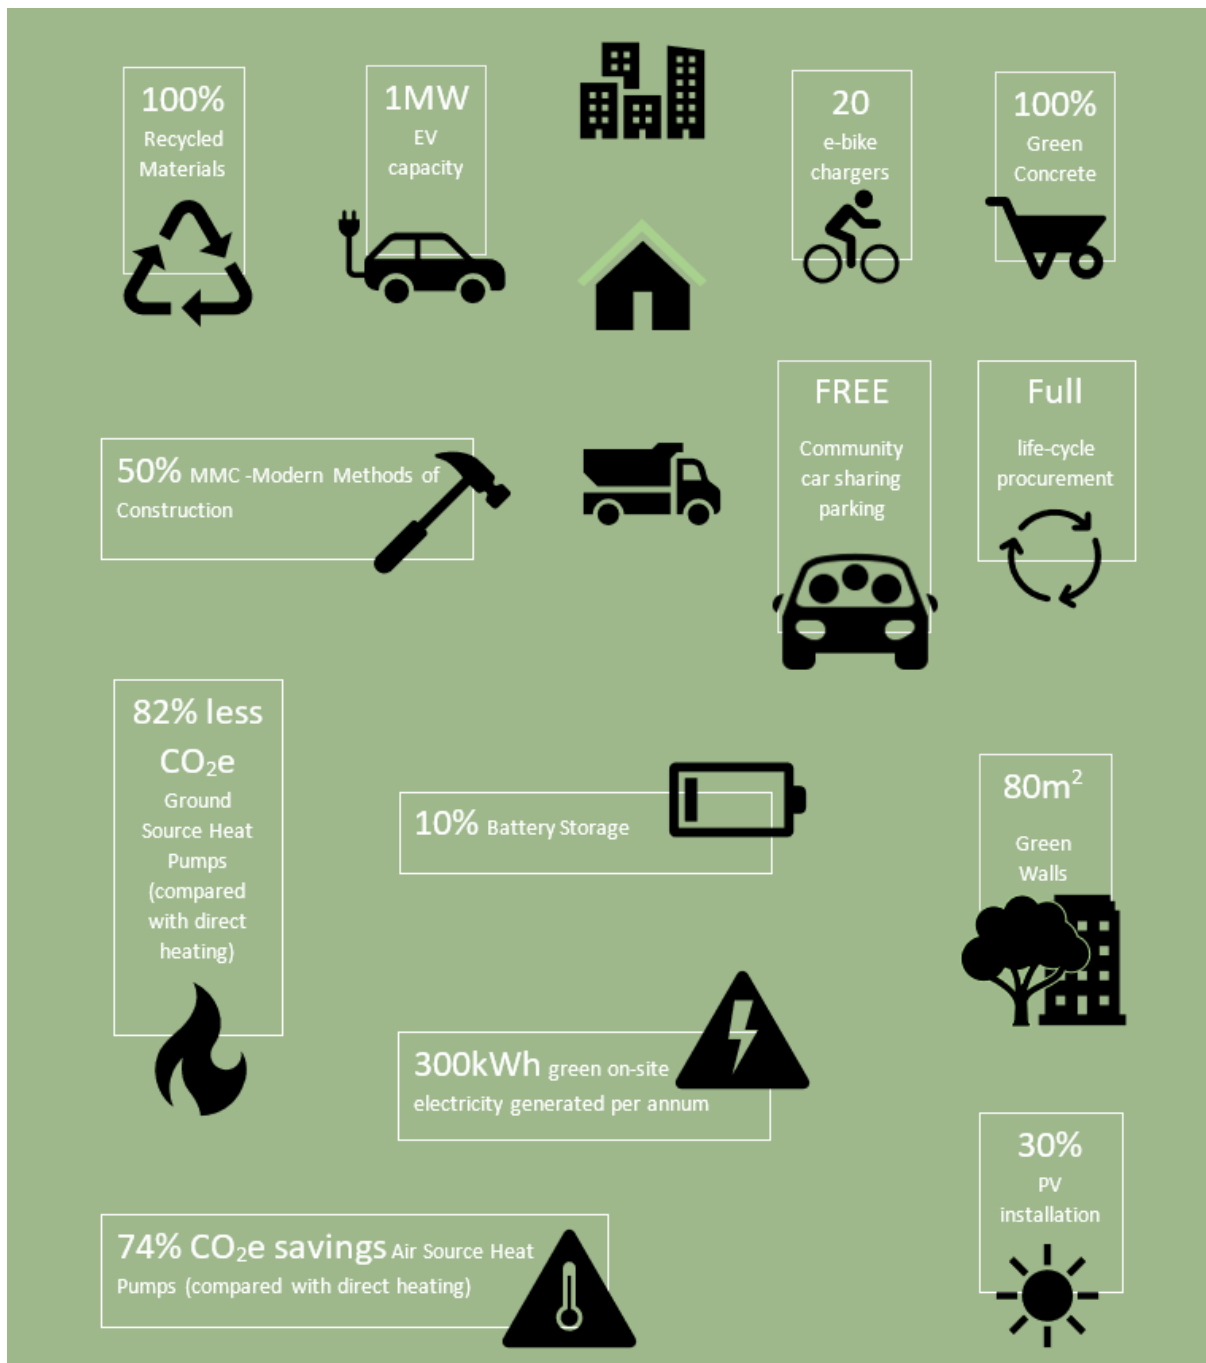 100%
Recycled
Materials
1MW
EV
capacity
20
e-bike
chargers
100%
Green
Concrete
50% MMC -Modern Methods of
Construction
FREE
Community
car sharing
parking
Full
life-cycle
procurement
82% less
CO₂e
Ground
Source Heat
Pumps
(compared
with direct
heating)
10% Battery Storage
80m²
Green
Walls
300kWh green on-site
electricity generated per annum
30%
PV
installation
74% CO₂e savings Air Source Heat
Pumps (compared with direct heating)